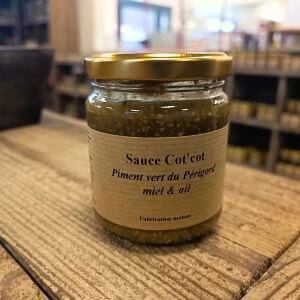 Sauce Cot'cot
Piment vert du Périgord
miel & ail
Fabrication maison